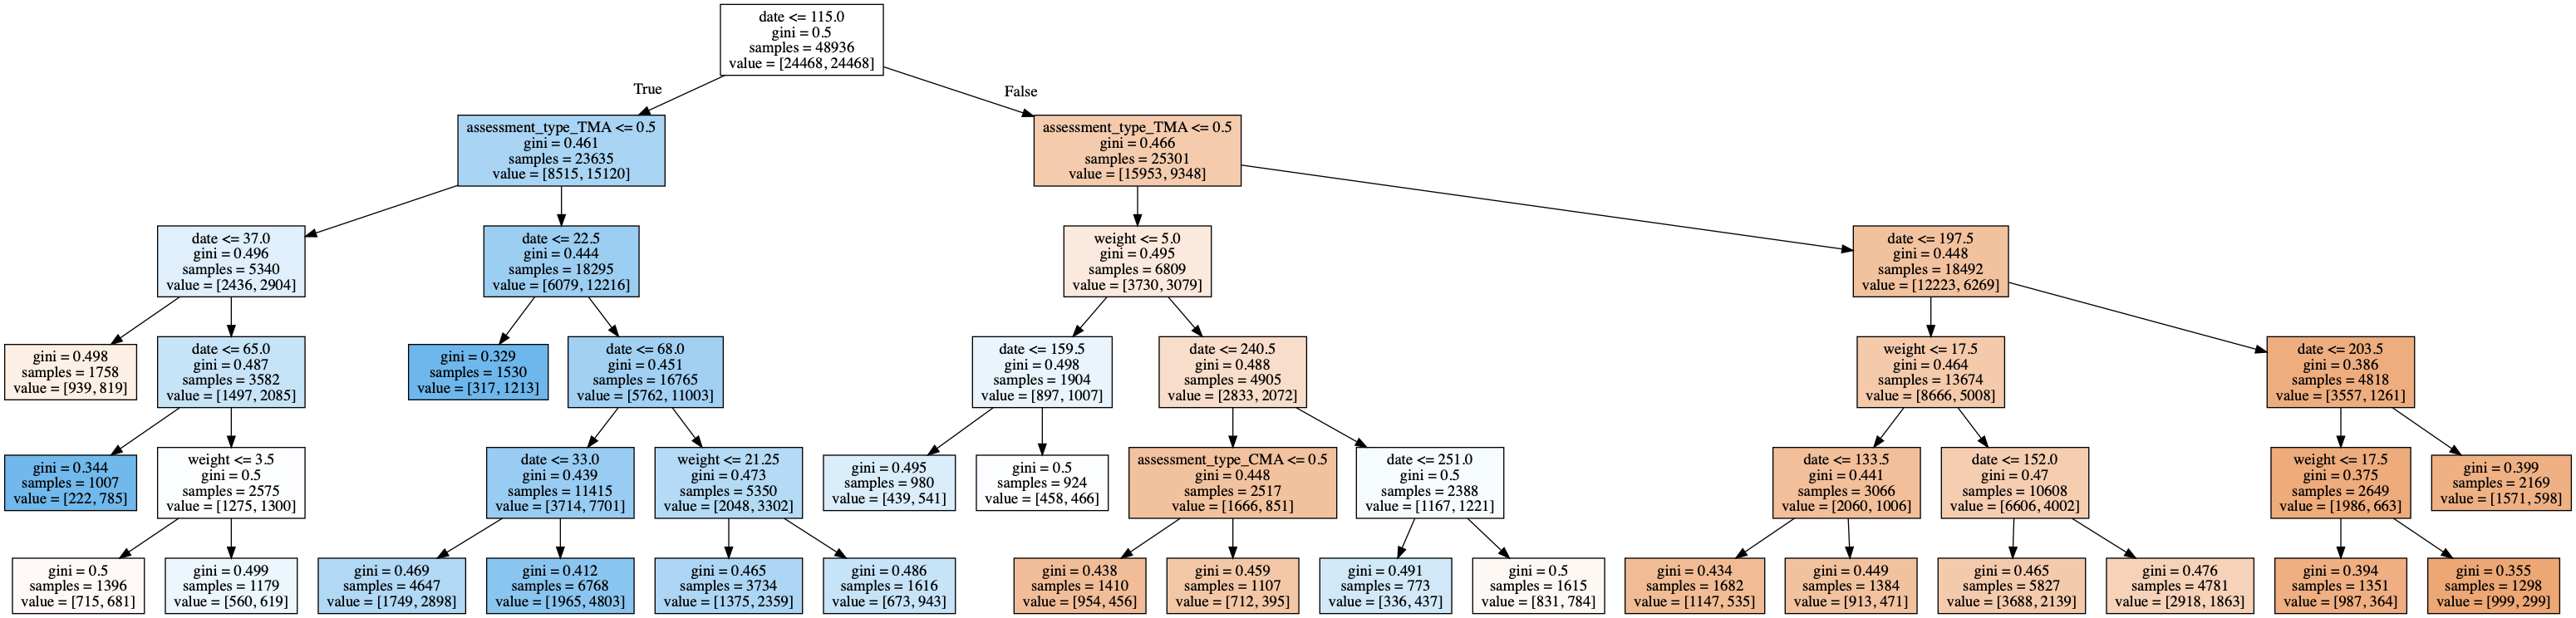 date <= 115.0
gini = 0.5
samples = 48936
value = [24468, 24468]
True
False
assessment_type_TMA <= 0.5
gini = 0.461
samples = 23635
value = [8515, 15120]
assessment_type_TMA <= 0.5
gini = 0.466
samples = 25301
value = [15953, 9348]
date <= 37.0
gini = 0.496
samples = 5340
value = [2436, 2904]
date <= 22.5
gini = 0.444
samples = 18295
value = [6079, 12216]
weight <= 5.0
gini = 0.495
samples = 6809
value = [3730, 3079]
date <= 197.5
gini = 0.448
samples = 18492
value = [12223, 6269]
gini = 0.498
samples = 1758
value = [939, 819]
date <= 65.0
gini = 0.487
samples = 3582
value = [1497, 2085]
gini = 0.329
samples = 1530
value = [317, 1213]
date <= 68.0
gini = 0.451
samples = 16765
value = [5762, 11003]
date <= 159.5
gini = 0.498
samples = 1904
value = [897, 1007]
date <= 240.5
gini = 0.488
samples = 4905
value = [2833, 2072]
weight <= 17.5
gini = 0.464
samples = 13674
value = [8666, 5008]
date <= 203.5
gini = 0.386
samples = 4818
value = [3557, 1261]
gini = 0.344
samples = 1007
value = [222, 785]
weight <= 3.5
gini = 0.5
samples = 2575
value = [1275, 1300]
date <= 33.0
gini = 0.439
samples = 11415
value = [3714, 7701]
weight <= 21.25
gini = 0.473
samples = 5350
value = [2048, 3302]
gini = 0.495
samples = 980
value = [439, 541]
gini = 0.5
samples = 924
value = [458, 466]
assessment_type_CMA <= 0.5
gini = 0.448
samples = 2517
value = [1666, 851]
date <= 251.0
gini = 0.5
samples = 2388
value = [1167, 1221]
date <= 133.5
gini = 0.441
samples = 3066
value = [2060, 1006]
date <= 152.0
gini = 0.47
samples = 10608
value = [6606, 4002]
weight <= 17.5
gini = 0.375
samples = 2649
value = [1986, 663]
gini = 0.399
samples = 2169
value = [1571, 598]
gini = 0.5
samples = 1396
value = [715, 681]
gini = 0.499
samples = 1179
value = [560, 619]
gini = 0.469
samples = 4647
value = [1749, 2898]
gini = 0.412
samples = 6768
value = [1965, 4803]
gini = 0.465
samples = 3734
value = [1375, 2359]
gini = 0.486
samples = 1616
value = [673, 943]
gini = 0.438
samples = 1410
value = [954, 456]
gini = 0.459
samples = 1107
value = [712, 395]
gini = 0.491
samples = 773
value = [336, 437]
gini = 0.5
samples = 1615
value = [831, 784]
gini = 0.434
samples = 1682
value = [1147, 535]
gini = 0.449
samples = 1384
value = [913, 471]
gini = 0.465
samples = 5827
value = [3688, 2139]
gini = 0.476
samples = 4781
value = [2918, 1863]
gini = 0.394
samples = 1351
value = [987, 364]
gini = 0.355
samples = 1298
value = [999, 299]